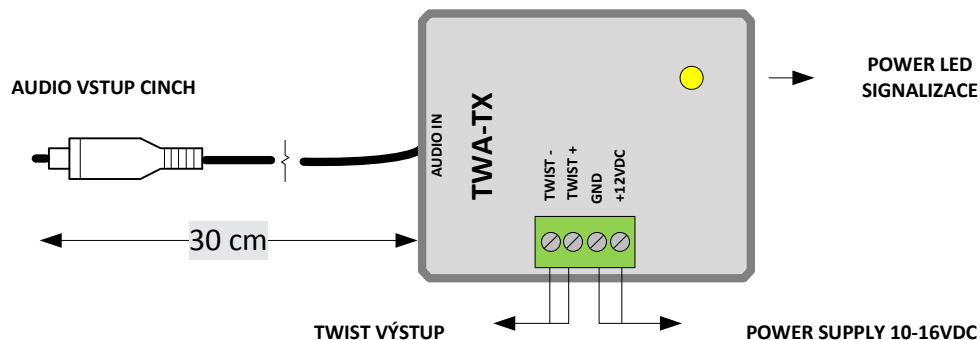 POWER LED
SIGNALIZACE
AUDIO VSTUP CINCH
AUDIO IN
TWA-TX
TWIST -
TWIST +
GND
+12VDC
30 cm
TWIST VÝSTUP
POWER SUPPLY 10-16VDC